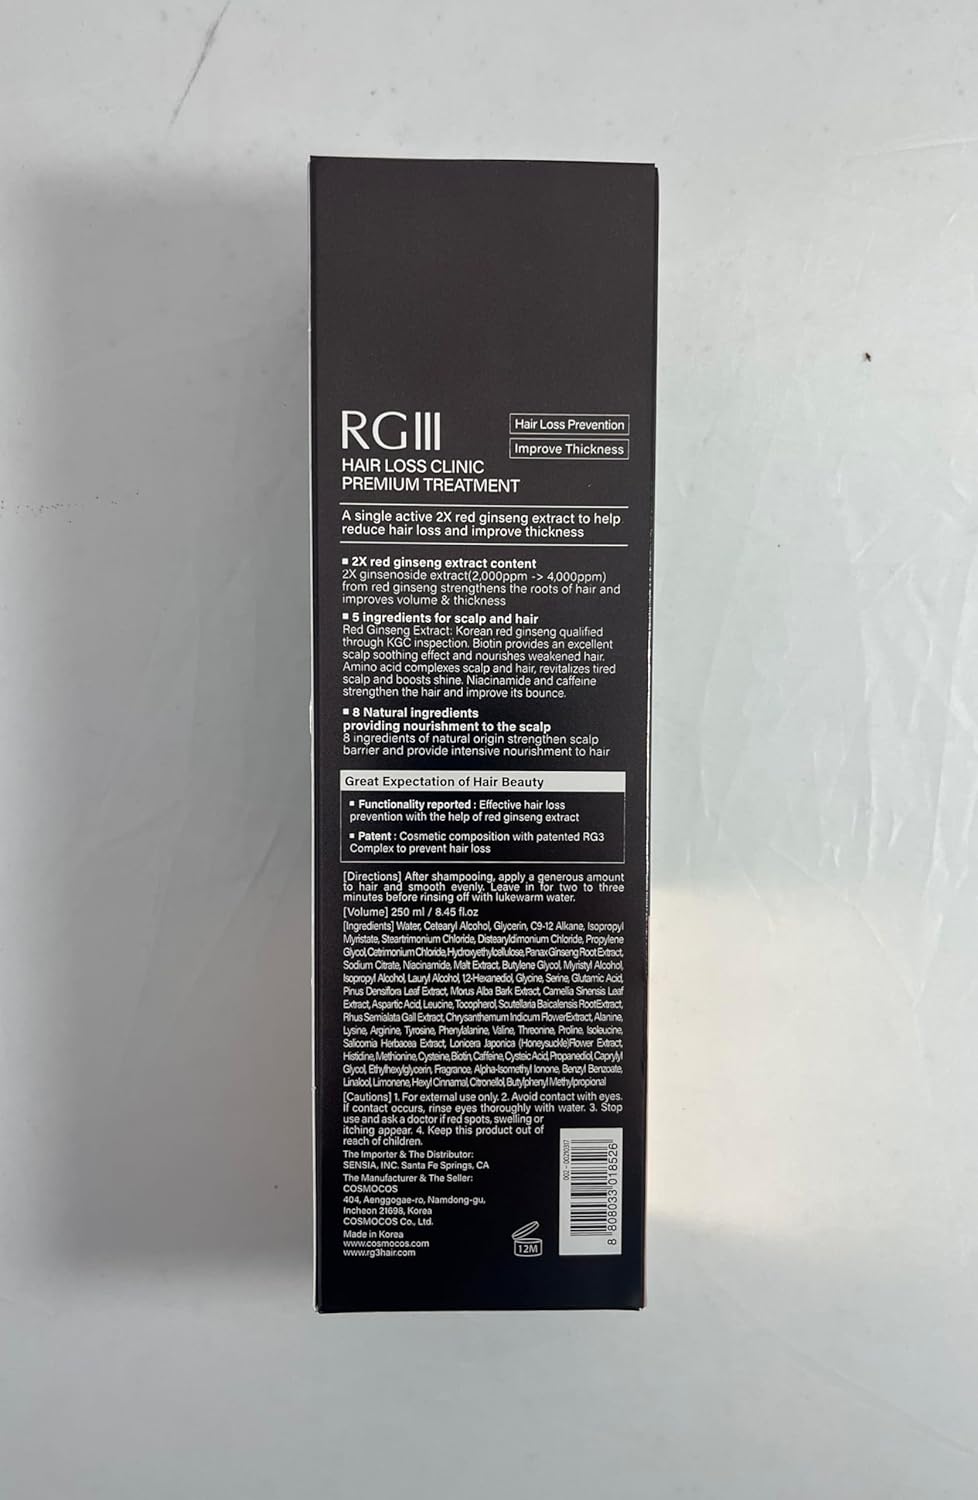 RGIII
Hair Loss Prevention
Improve Thickness
HAIR LOSS CLINIC
PREMIUM TREATMENT
A single active 2X red ginseng extract to help
reduce hair loss and improve thickness
▪ 2X red ginseng extract content
2X ginsenoside extract(2,000ppm -> 4,000ppm)
from red ginseng strengthens the roots of hair and
improves volume & thickness
▪ 5 ingredients for scalp and hair
Red Ginseng Extract: Korean red ginseng qualified
through KGC inspection. Biotin provides an excellent
scalp soothing effect and nourishes weakened hair.
Amino acid complexes scalp and hair, revitalizes tired
scalp and boosts shine. Niacinamide and caffeine
strengthen the hair and improve its bounce.
▪ 8 Natural ingredients
providing nourishment to the scalp
8 ingredients of natural origin strengthen scalp
barrier and provide intensive nourishment to hair
Great Expectation of Hair Beauty
▪ Functionality reported : Effective hair loss
prevention with the help of red ginseng extract
▪ Patent : Cosmetic composition with patented RG3
Complex to prevent hair loss
[Directions] After shampooing, apply a generous amount
to hair and smooth evenly. Leave in for two to three
minutes before rinsing off with lukewarm water.
[Volume] 250 ml / 8.45 fl.oz
[Ingredients] Water, Cetearyl Alcohol, Glycerin, C9-12 Alkane, Isopropyl
Myristate, Steartrimonium Chloride, Distearyldimonium Chloride, Propylene
Glycol, Cetrimonium Chloride, Hydroxyethylcellulose, Panax Ginseng Root Extract,
Sodium Citrate, Niacinamide, Malt Extract, Butylene Glycol, Myristyl Alcohol,
Isopropyl Alcohol, Lauryl Alcohol, 1,2-Hexanediol, Glycine, Serine, Glutamic Acid,
Pinus Densiflora Leaf Extract, Morus Alba Bark Extract, Camellia Sinensis Leaf
Extract, Aspartic Acid, Leucine, Tocopherol, Scutellaria Baicalensis RootExtract,
Rhus Semialata Gall Extract, Chrysanthemum Indicum FlowerExtract, Alanine,
Lysine, Arginine, Tyrosine, Phenylalanine, Valine, Threonine, Proline, Isoleucine,
Salicornia Herbacea Extract, Lonicera Japonica (Honeysuckle)Flower Extract,
Histidine, Methionine, Cysteine, Biotin, Caffeine, Cysteic Acid, Propanediol, Caprylyl
Glycol, Ethylhexylglycerin, Fragrance, Alpha-Isomethyl Ionone, Benzyl Benzoate,
Linalool, Limonene, Hexyl Cinnamal, Citronellol, Butylphenyl Methylpropional
[Cautions] 1. For external use only. 2. Avoid contact with eyes.
If contact occurs, rinse eyes thoroughly with water. 3. Stop
use and ask a doctor if red spots, swelling or
itching appear. 4. Keep this product out of
reach of children.
The Importer & The Distributor:
SENSIA, INC. Santa Fe Springs, CA
The Manufacturer & The Seller:
COSMOCOS
404, Aenggogae-ro, Namdong-gu,
Incheon 21698, Korea
COSMOCOS Co., Ltd.
Made in Korea
www.cosmocos.com
www.rg3hair.com
12M
8 808033 018526